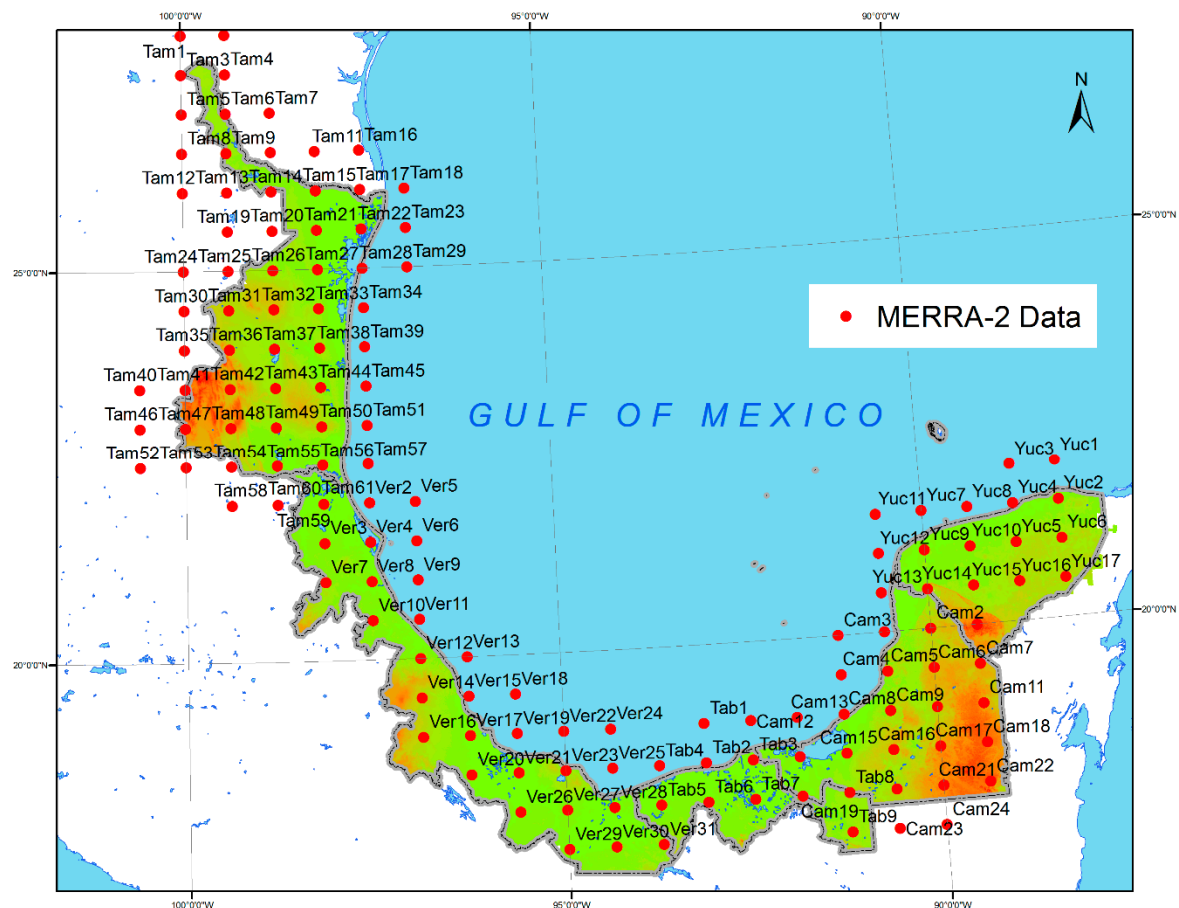 100°0'0"W 95°0'0"W 90°0'0"W
Tam1
Tam3 Tam4
N
Tam5 Tam6 Tam7
Tam8 Tam9 Tam11 Tam16
Tam12 Tam13 Tam14 Tam15 Tam17 Tam18
Tam19 Tam20 Tam21 Tam22 Tam23
25°0'0"N
Tam24 Tam25 Tam26 Tam27 Tam28 Tam29
25°0'0"N
Tam30 Tam31 Tam32 Tam33 Tam34
MERRA-2 Data
Tam35 Tam36 Tam37 Tam38 Tam39
Tam40 Tam41 Tam42 Tam43 Tam44 Tam45
GULF OF MEXICO
Tam46 Tam47 Tam48 Tam49 Tam50 Tam51
Yuc3 Yuc1
Tam52 Tam53 Tam54 Tam55 Tam56 Tam57
Yuc11 Yuc7 Yuc8 Yuc4 Yuc2
Tam58 Tam60 Tam61 Ver2 Ver5
Tam59
Ver3 Ver4 Ver6
Yuc12 Yuc9 Yuc10 Yuc5 Yuc6
Ver7 Ver8 Ver9
Yuc13 Yuc14 Yuc15 Yuc16 Yuc17
Ver10 Ver11
Cam3 Cam2
20°0'0"N
Ver12 Ver13
Cam4 Cam5 Cam6 Cam7
20°0'0"N
Ver14 Ver15 Ver18
Cam13 Cam8 Cam9 Cam11
Ver16 Ver17 Ver19 Ver22 Ver24 Tab1 Cam12
Cam15 Cam16 Cam17 Cam18
Ver20 Ver21 Ver23 Ver25 Tab4 Tab2 Tab3
Tab8 Cam21 Cam22
Ver26 Ver27 Ver28 Tab5 Tab6 Tab7
Cam19 Tab9 Cam23 Cam24
Ver29 Ver30 Ver31
100°0'0"W 95°0'0"W 90°0'0"W